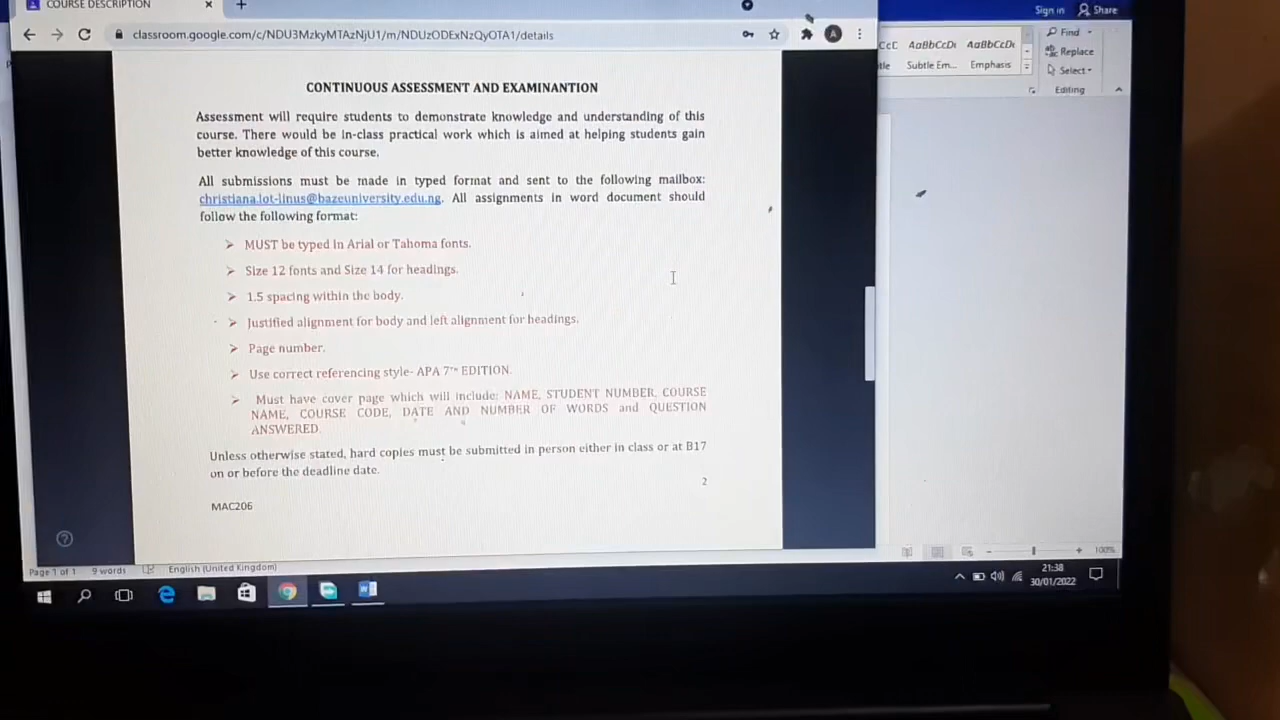 COURSE DESCRIPTION
Sign in Share
classroom.google.com/c/NDU3MzkyMTAzNjU1/m/NDUzODExNzQyOTA1/details
A
Find
AaBbCcDc AaBbCcDc
Replace
Subtle Em... Emphasis
Select
Editing
CONTINUOUS ASSESSMENT AND EXAMINANTION
Assessment will require students to demonstrate knowledge and understanding of this
course. There would be in-class practical work which is aimed at helping students gain
better knowledge of this course.
All submissions must be made in typed format and sent to the following mailbox:
christiana.lot-linus@bazeuniversity.edu.ng. All assignments in word document should
follow the following format:
MUST be typed in Arial or Tahoma fonts.
Size 12 fonts and Size 14 for headings.
1.5 spacing within the body.
Justified alignment for body and left alignment for headings.
Page number.
Use correct referencing style- APA 7TH EDITION.
Must have cover page which will include: NAME, STUDENT NUMBER, COURSE
NAME, COURSE CODE, DATE AND NUMBER OF WORDS and QUESTION
ANSWERED.
Unless otherwise stated, hard copies must be submitted in person either in class or at B17
on or before the deadline date.
2
MAC206
Page 1 of 1 9 words English (United Kingdom)
100%
21:38
30/01/2022